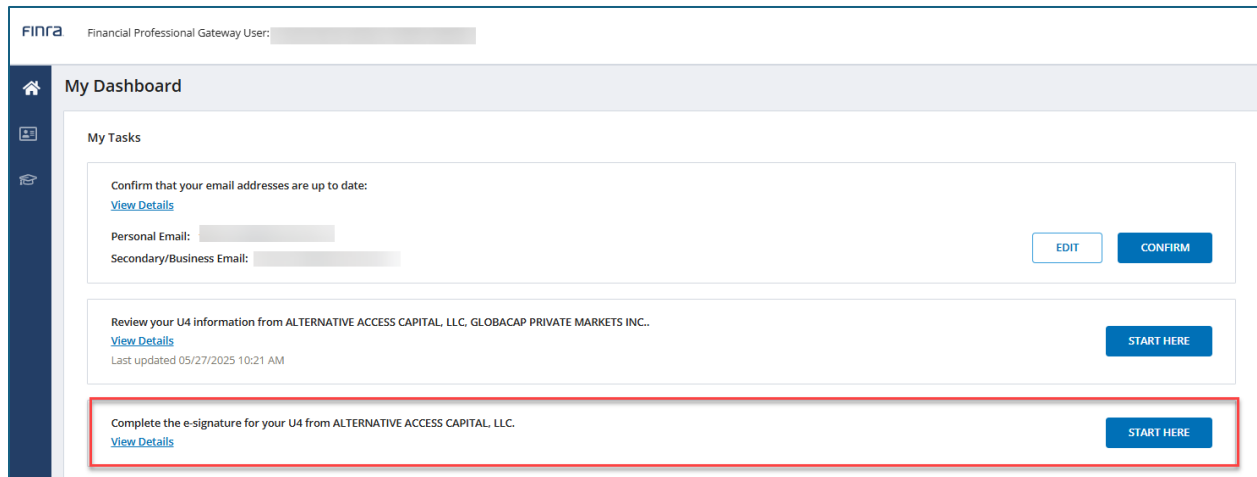 FINRA Financial Professional Gateway User:
My Dashboard
My Tasks
Confirm that your email addresses are up to date:
View Details
Personal Email:
Secondary/Business Email:
EDIT
CONFIRM
Review your U4 information from ALTERNATIVE ACCESS CAPITAL, LLC, GLOBACAP PRIVATE MARKETS INC..
View Details
Last updated 05/27/2025 10:21 AM
START HERE
Complete the e-signature for your U4 from ALTERNATIVE ACCESS CAPITAL, LLC.
View Details
START HERE